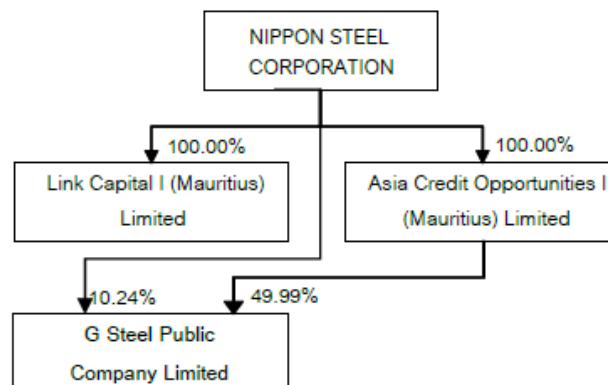 NIPPON STEEL
CORPORATION
100.00%
100.00%
Link Capital I (Mauritius)
Limited
Asia Credit Opportunities I
(Mauritius) Limited
10.24%
49.99%
G Steel Public
Company Limited